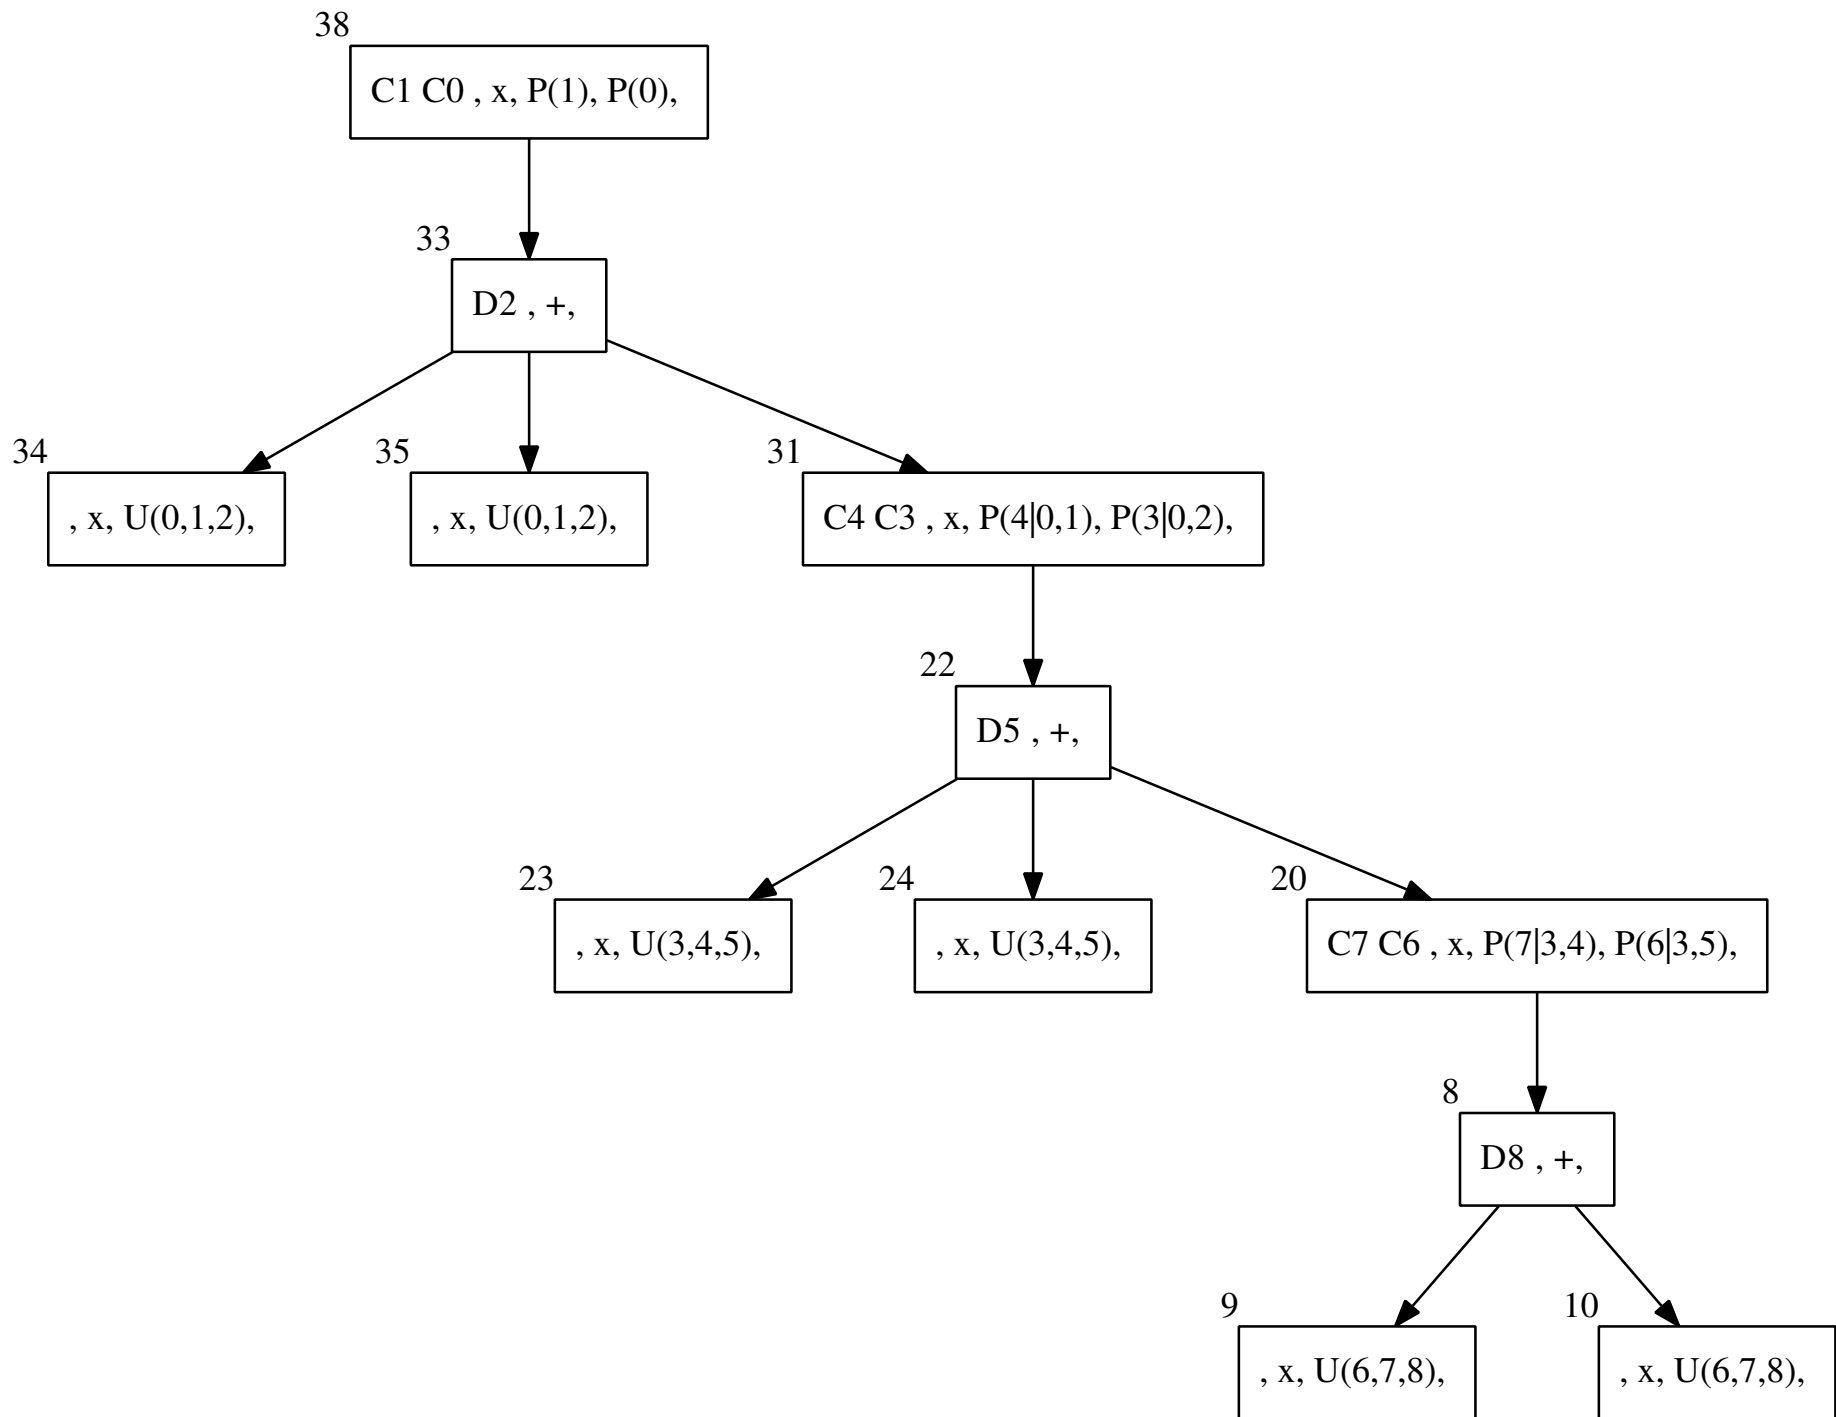 38
C1 C0 , x, P(1), P(0),
33
D2 , +,
34
35
31
, x, U(0,1,2),
, x, U(0,1,2),
C4 C3 , x, P(4|0,1), P(3|0,2),
22
D5 , +,
23
24
20
, x, U(3,4,5),
, x, U(3,4,5),
C7 C6 , x, P(7|3,4), P(6|3,5),
8
D8 , +,
9
10
, x, U(6,7,8),
, x, U(6,7,8),